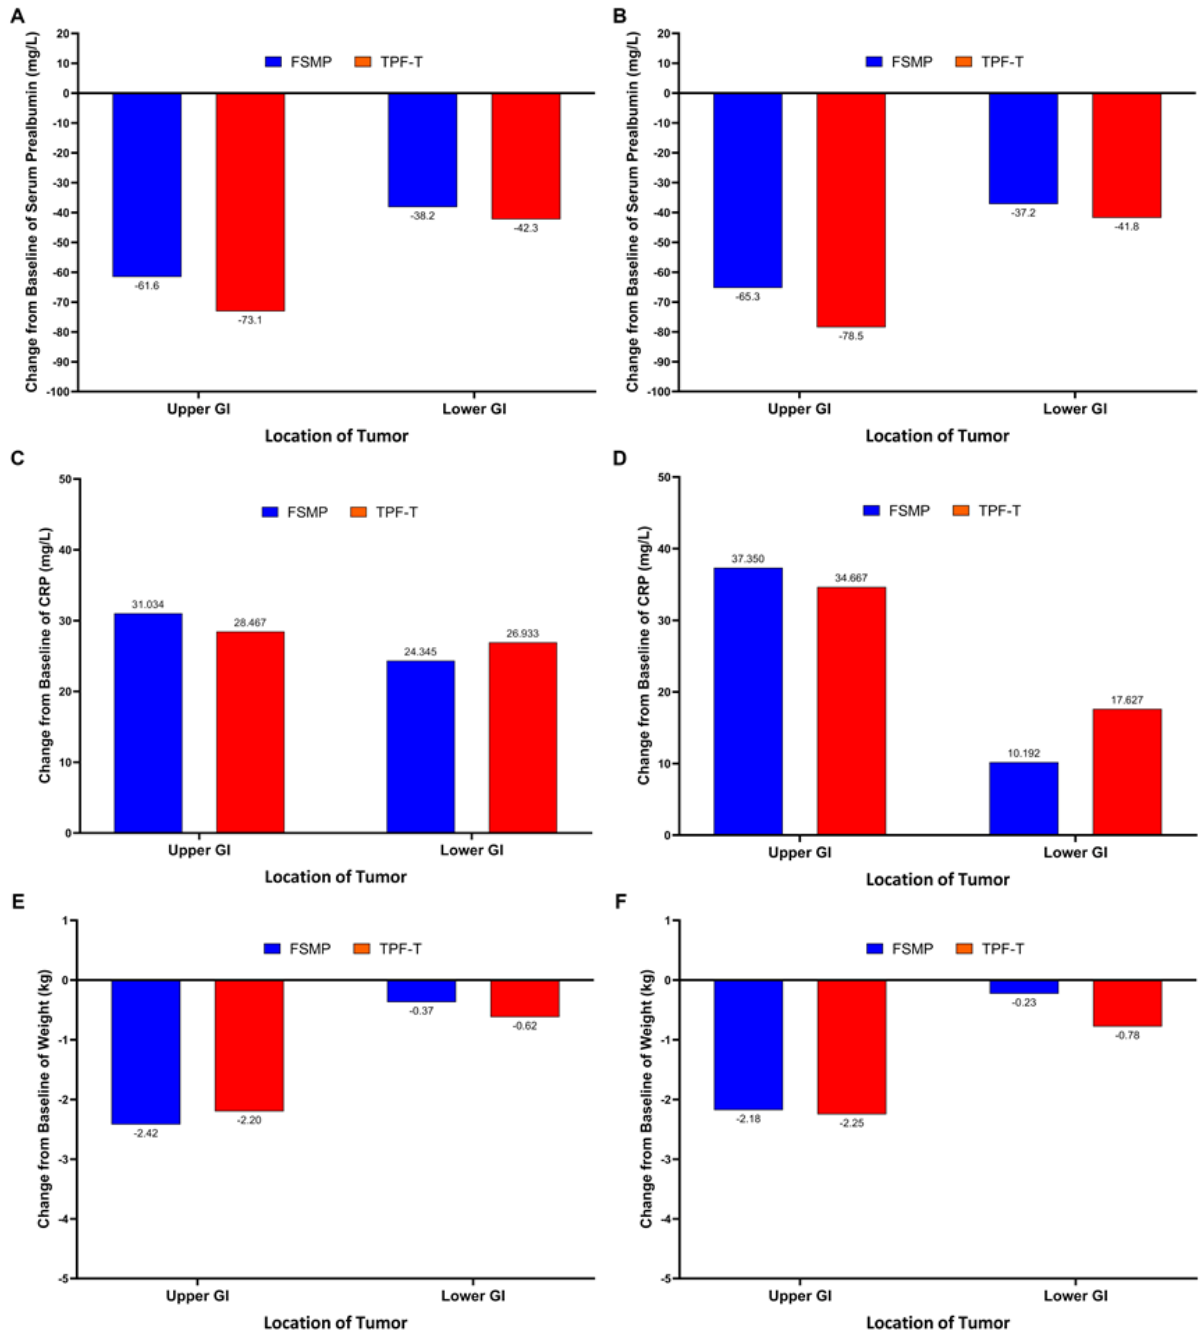 A
Change from Baseline of Serum Prealbumin (mg/L)
20
10
0
-10
-20
-30
-40
-50
-60
-70
-80
-90
-100
FSMP TPF-T
-61.6
-73.1
-38.2
-42.3
Upper GI Lower GI
Location of Tumor
B
Change from Baseline of Serum Prealbumin (mg/L)
20
10
0
-10
-20
-30
-40
-50
-60
-70
-80
-90
-100
FSMP TPF-T
-65.3
-78.5
-37.2
-41.8
Upper GI Lower GI
Location of Tumor
C
Change from Baseline of CRP (mg/L)
50
40
30
20
10
0
FSMP TPF-T
31.034
28.467
24.345
26.933
Upper GI Lower GI
Location of Tumor
D
Change from Baseline of CRP (mg/L)
50
40
30
20
10
0
FSMP TPF-T
37.350
34.667
10.192
17.627
Upper GI Lower GI
Location of Tumor
E
Change from Baseline of Weight (kg)
1
0
-1
-2
-3
-4
-5
FSMP TPF-T
-2.42
-2.20
-0.37
-0.62
Upper GI Lower GI
Location of Tumor
F
Change from Baseline of Weight (kg)
1
0
-1
-2
-3
-4
-5
FSMP TPF-T
-2.18
-2.25
-0.23
-0.78
Upper GI Lower GI
Location of Tumor